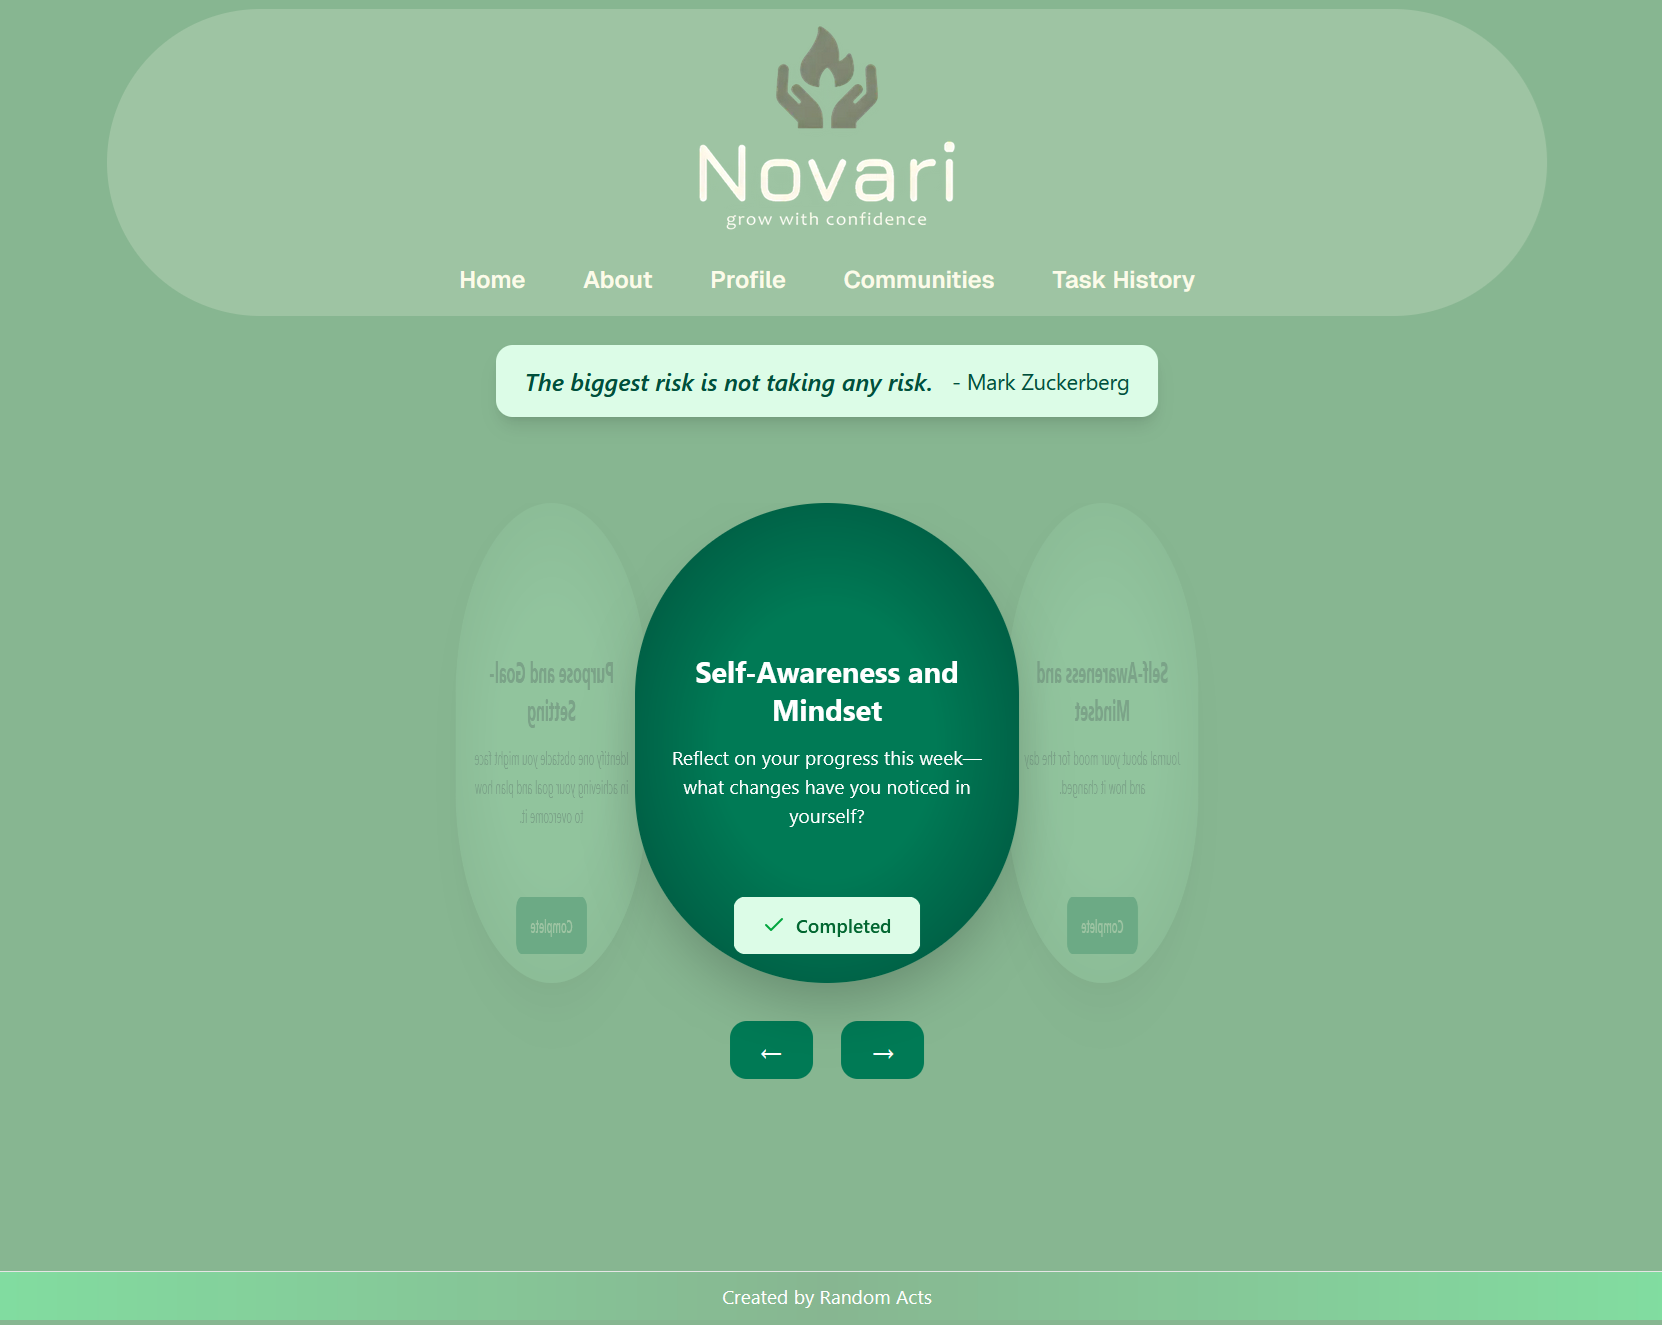 Novari
grow with confidence
Home About Profile Communities Task History
The biggest risk is not taking any risk. - Mark Zuckerberg
Purpose and Goal-
Setting
Identify one obstacle you might face
in achieving your goal and plan how
to overcome it.
Complete
Self-Awareness and
Mindset
Reflect on your progress this week—
what changes have you noticed in
yourself?
Completed
Self-Awareness and
Mindset
Journal about your mood for the day
and how it changed.
Complete
← →
Created by Random Acts